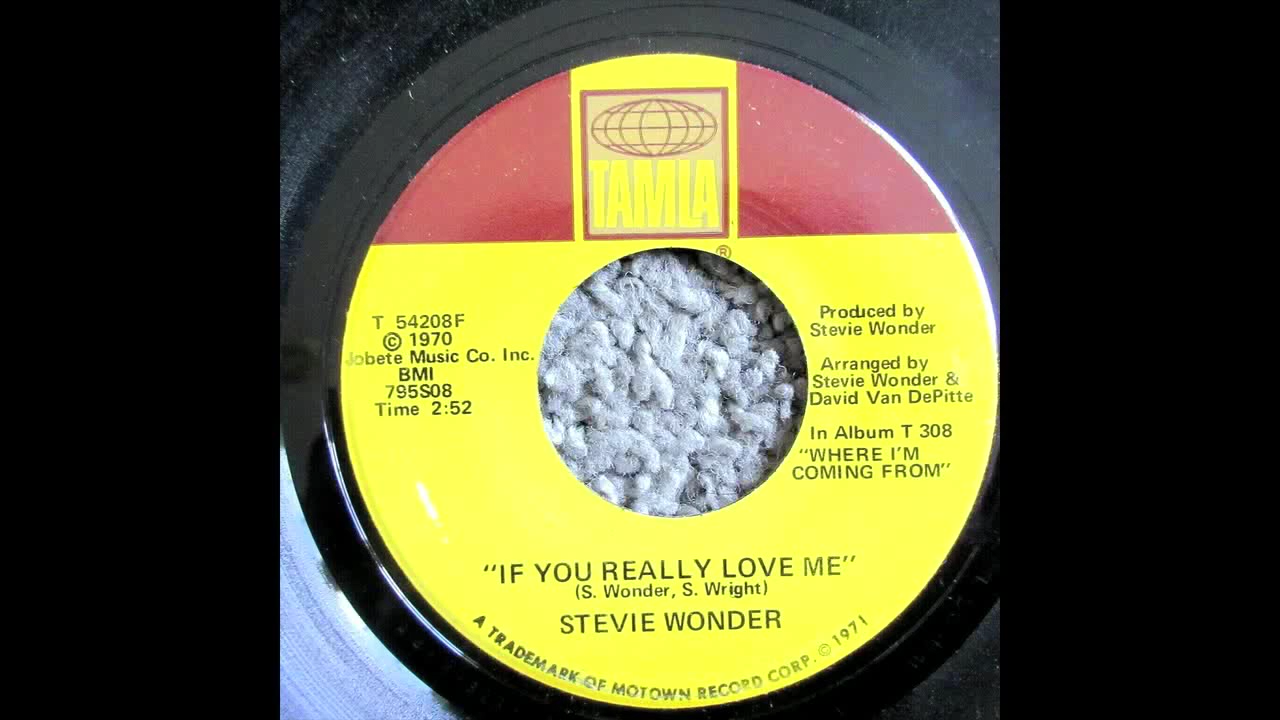 TAMLA
®
T 54208F
© 1970
Jobete Music Co. Inc.
BMI
795S08
Time 2:52
Produced by
Stevie Wonder
Arranged by
Stevie Wonder &
David Van DePitte
In Album T 308
"WHERE I'M
COMING FROM"
"IF YOU REALLY LOVE ME"
(S. Wonder, S. Wright)
STEVIE WONDER
A TRADEMARK OF MOTOWN RECORD CORP. © 1971